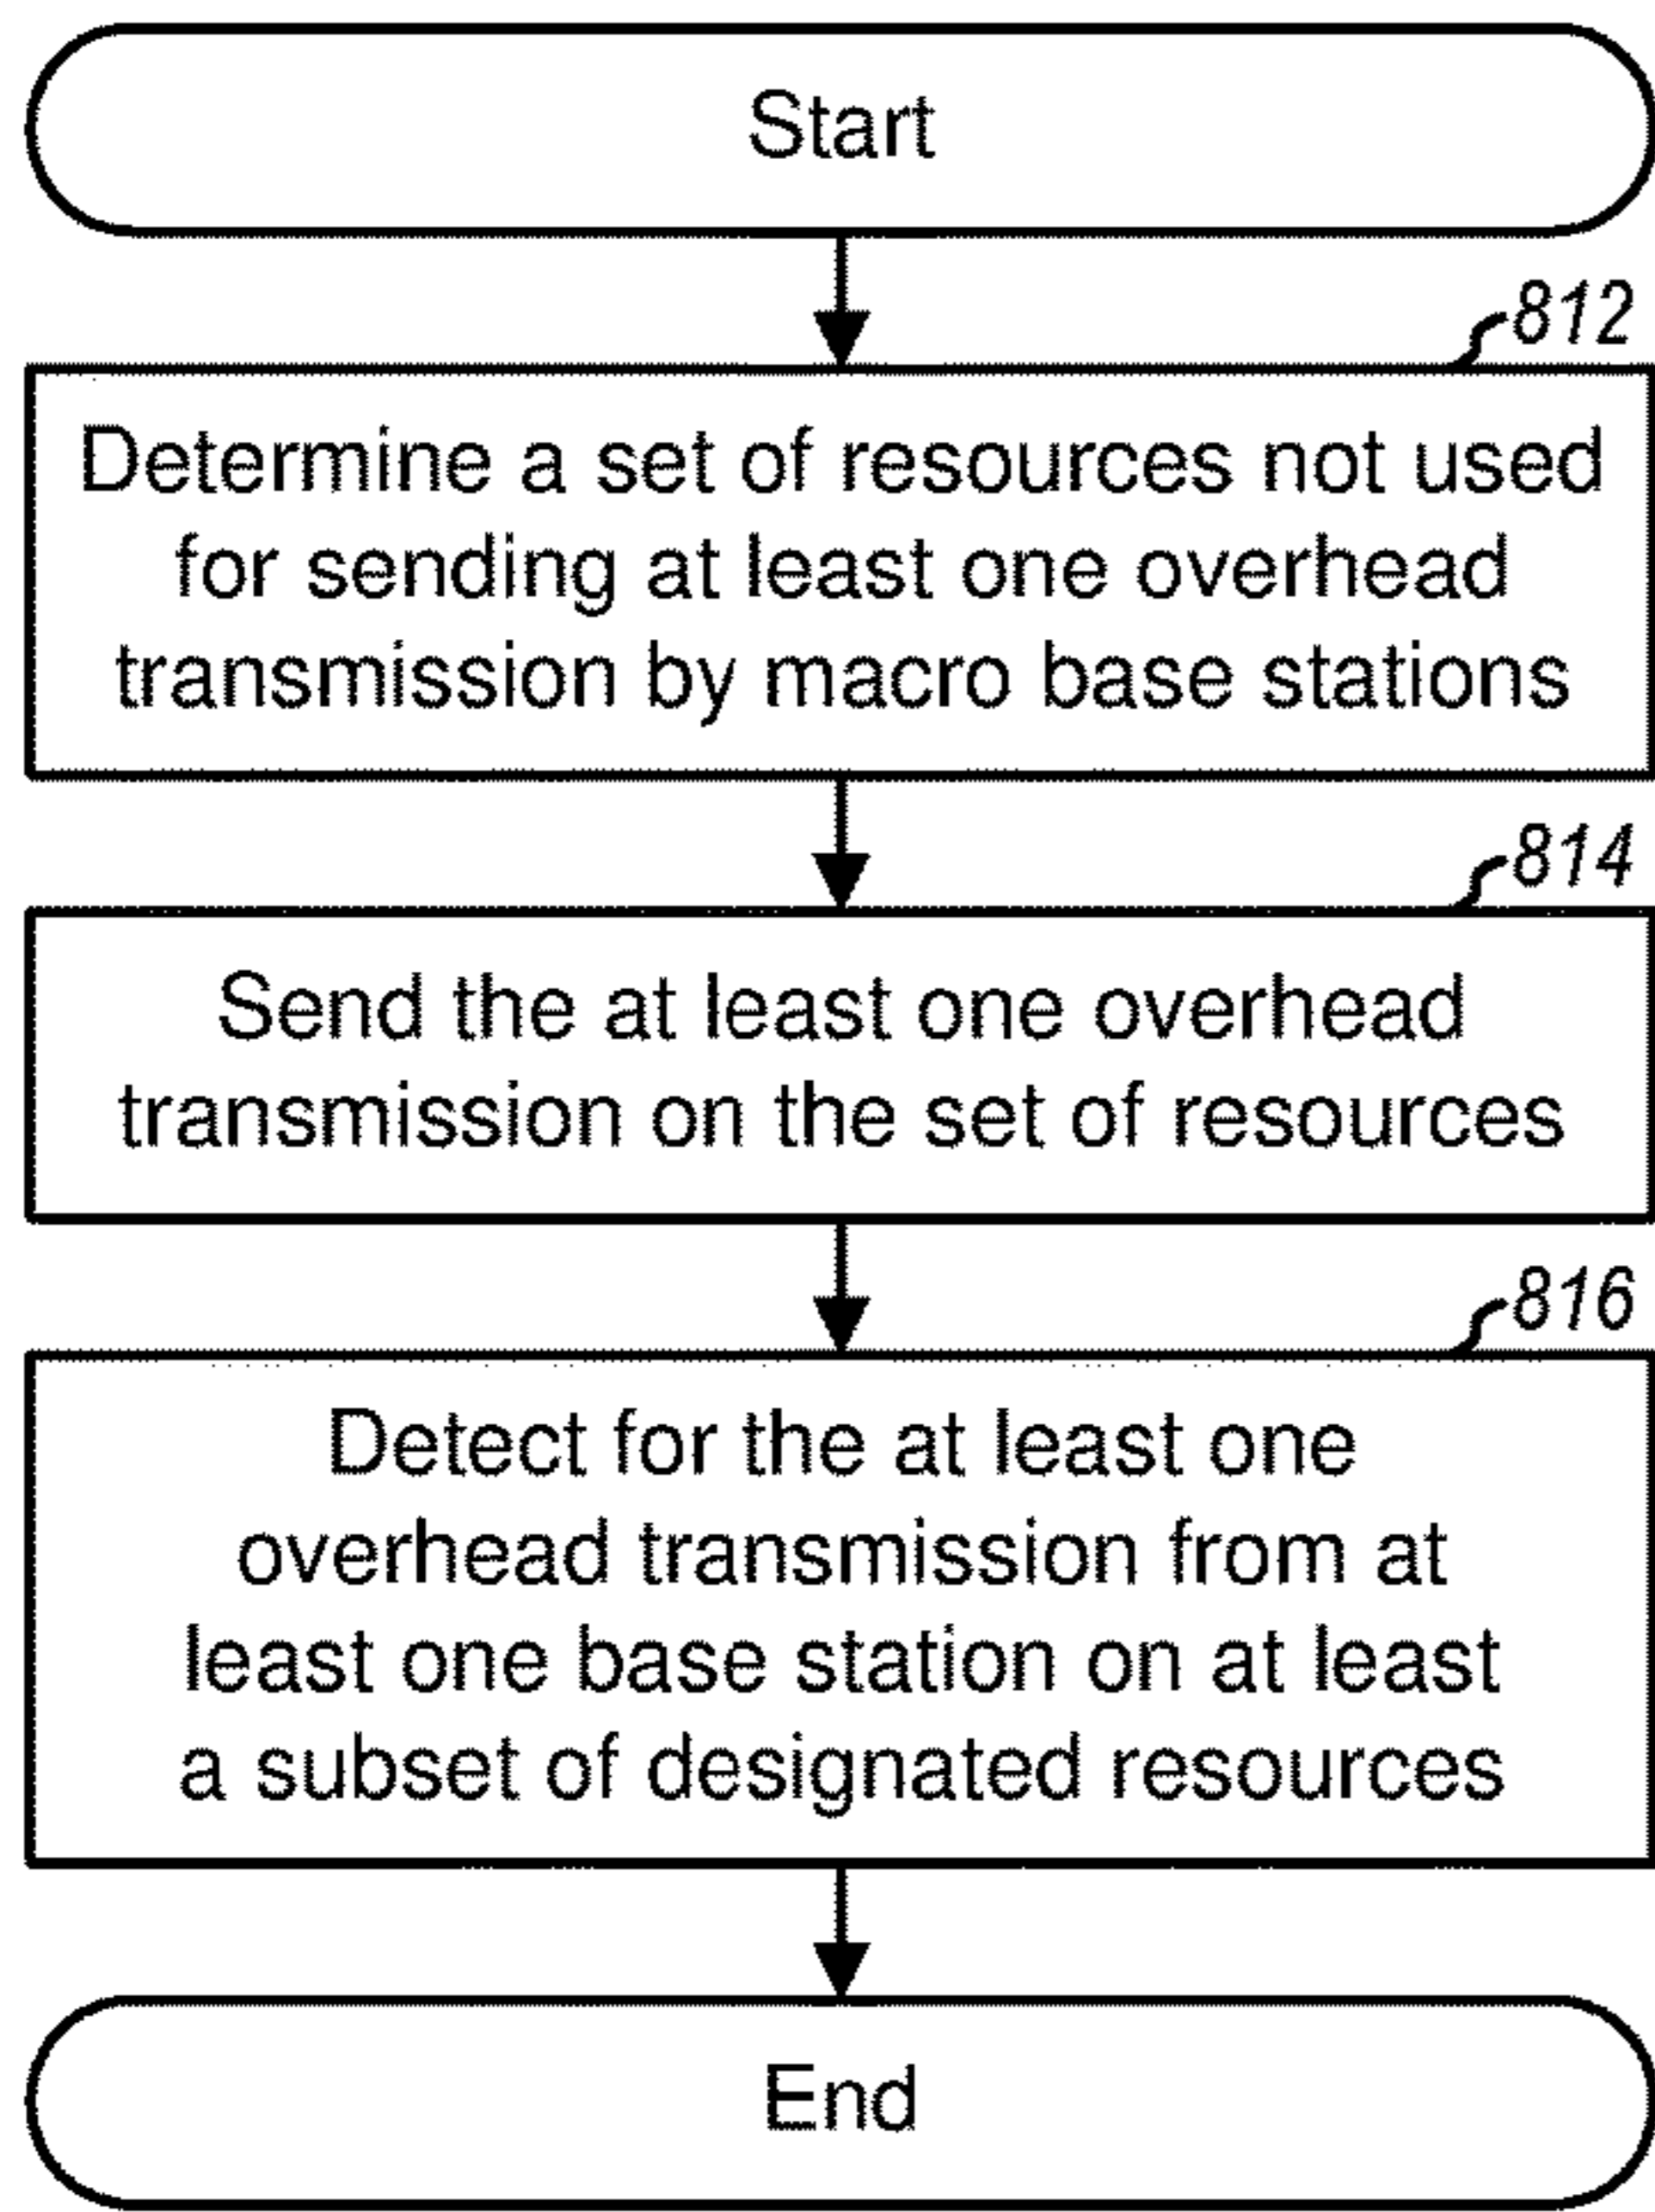 Start
812
Determine a set of resources not used
for sending at least one overhead
transmission by macro base stations
814
Send the at least one overhead
transmission on the set of resources
816
Detect for the at least one
overhead transmission from at
least one base station on at least
a subset of designated resources
End